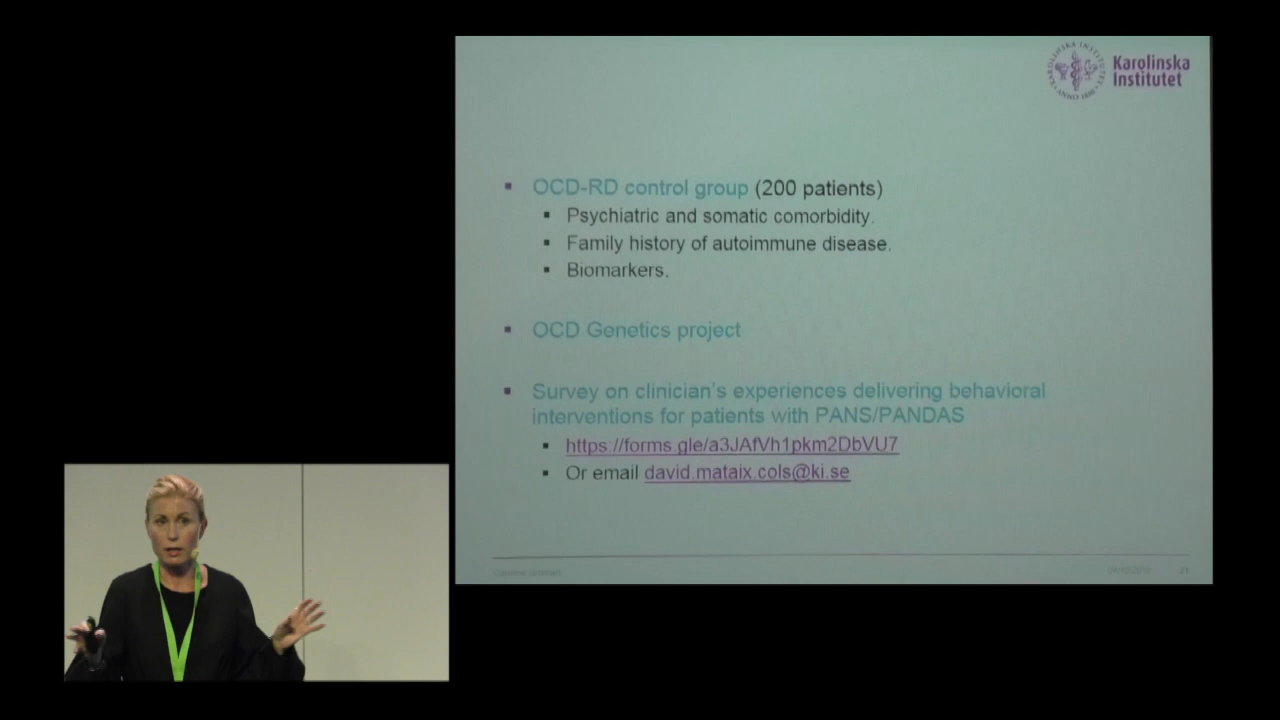 Karolinska
Institutet
OCD-RD control group (200 patients)
Psychiatric and somatic comorbidity.
Family history of autoimmune disease.
Biomarkers.
OCD Genetics project
Survey on clinician's experiences delivering behavioral
interventions for patients with PANS/PANDAS
https://forms.gle/a3JAfVh1pkm2DbVU7
Or email david.mataix.cols@ki.se
21